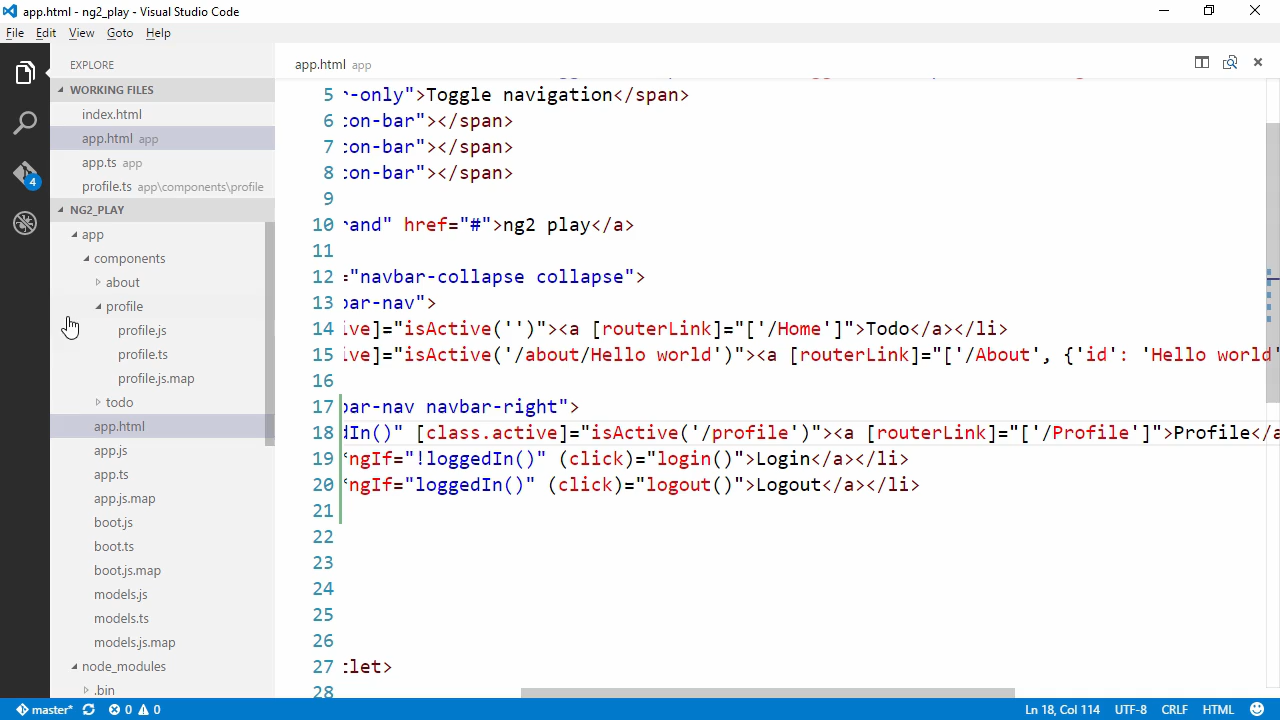 app.html - ng2_play - Visual Studio Code
File Edit View Goto Help
EXPLORE
WORKING FILES
index.html
app.html app
app.ts app
profile.ts app\components\profile
NG2_PLAY
app
components
about
profile
profile.js
profile.ts
profile.js.map
todo
app.html
app.js
app.ts
app.js.map
boot.js
boot.ts
boot.js.map
models.js
models.ts
models.js.map
node_modules
.bin
4
app.html app
5 r-only">Toggle navigation</span>
6 con-bar"></span>
7 con-bar"></span>
8 con-bar"></span>
9
10 rand" href="#">ng2 play</a>
11
12 ="navbar-collapse collapse">
13 bar-nav">
14 ive]="isActive('')"><a [routerLink]="['/Home']">Todo</a></li>
15 ive]="isActive('/about/Hello world')"><a [routerLink]="['/About', {'id': 'Hello world'
16
17 bar-nav navbar-right">
18 dIn()" [class.active]="isActive('/profile')"><a [routerLink]="['/Profile']">Profile</a
19 *ngIf="!loggedIn()" (click)="login()">Login</a></li>
20 *ngIf="loggedIn()" (click)="logout()">Logout</a></li>
21
22
23
24
25
26
27 tlet>
28
master* 0 0 Ln 18, Col 114 UTF-8 CRLF HTML